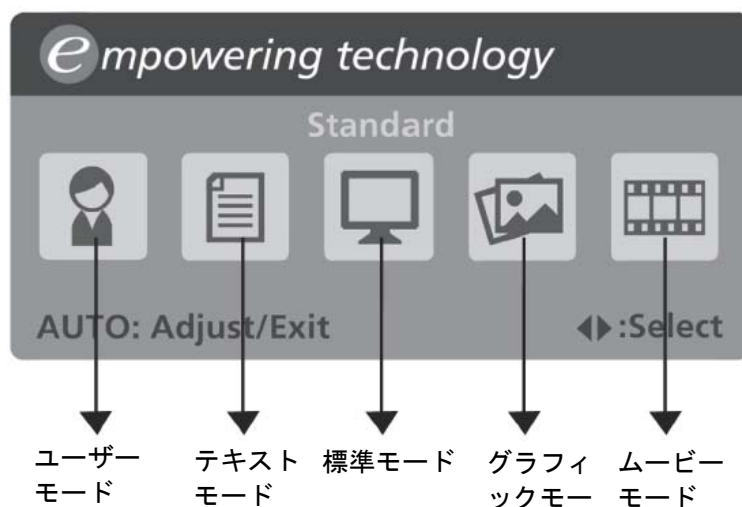 empowering technology
Standard
AUTO: Adjust/Exit
:Select
ユーザー
モード
テキスト
モード
標準モード
グラフィ
ックモー
ムービー
モード